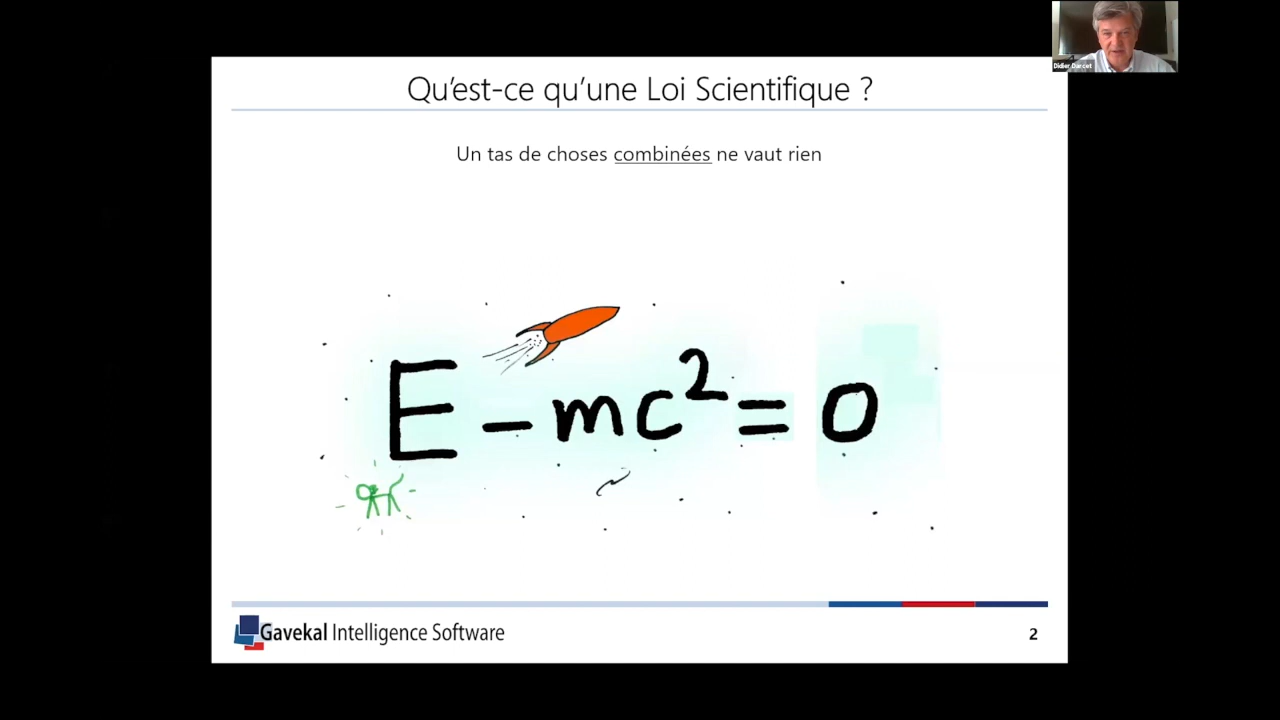 Didier Darcet
Qu'est-ce qu'une Loi Scientifique ?
Un tas de choses combinées ne vaut rien
E - mc² = 0
Gavekal Intelligence Software
2